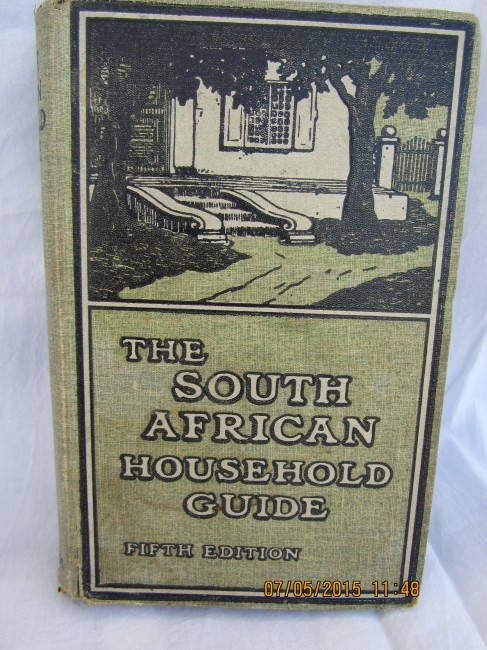 THE
SOUTH
AFRICAN
HOUSEHOLD
GUIDE
FIFTH EDITION
07/05/2015 11:48